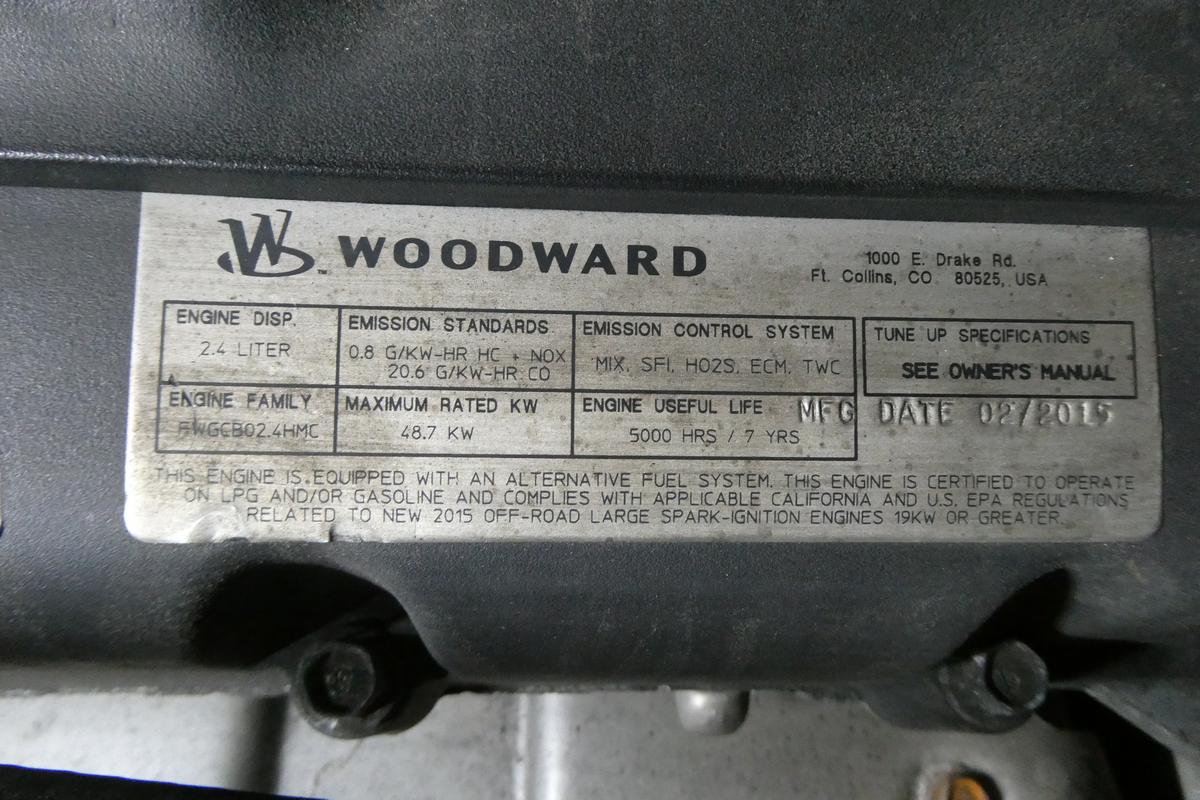 WOODWARD
1000 E. Drake Rd.
Ft. Collins, CO 80525, USA
ENGINE DISP.
2.4 LITER
EMISSION STANDARDS
0.8 G/KW-HR HC + NOX
20.6 G/KW-HR CO
EMISSION CONTROL SYSTEM
MIX, SFI, HO2S, ECM, TWC
TUNE UP SPECIFICATIONS
SEE OWNER'S MANUAL
ENGINE FAMILY
FWGCB02.4HMC
MAXIMUM RATED KW
48.7 KW
ENGINE USEFUL LIFE
5000 HRS / 7 YRS
MFG DATE 02/2015
THIS ENGINE IS EQUIPPED WITH AN ALTERNATIVE FUEL SYSTEM. THIS ENGINE IS CERTIFIED TO OPERATE
ON LPG AND/OR GASOLINE AND COMPLIES WITH APPLICABLE CALIFORNIA AND U.S. EPA REGULATIONS
RELATED TO NEW 2015 OFF-ROAD LARGE SPARK-IGNITION ENGINES 19KW OR GREATER.